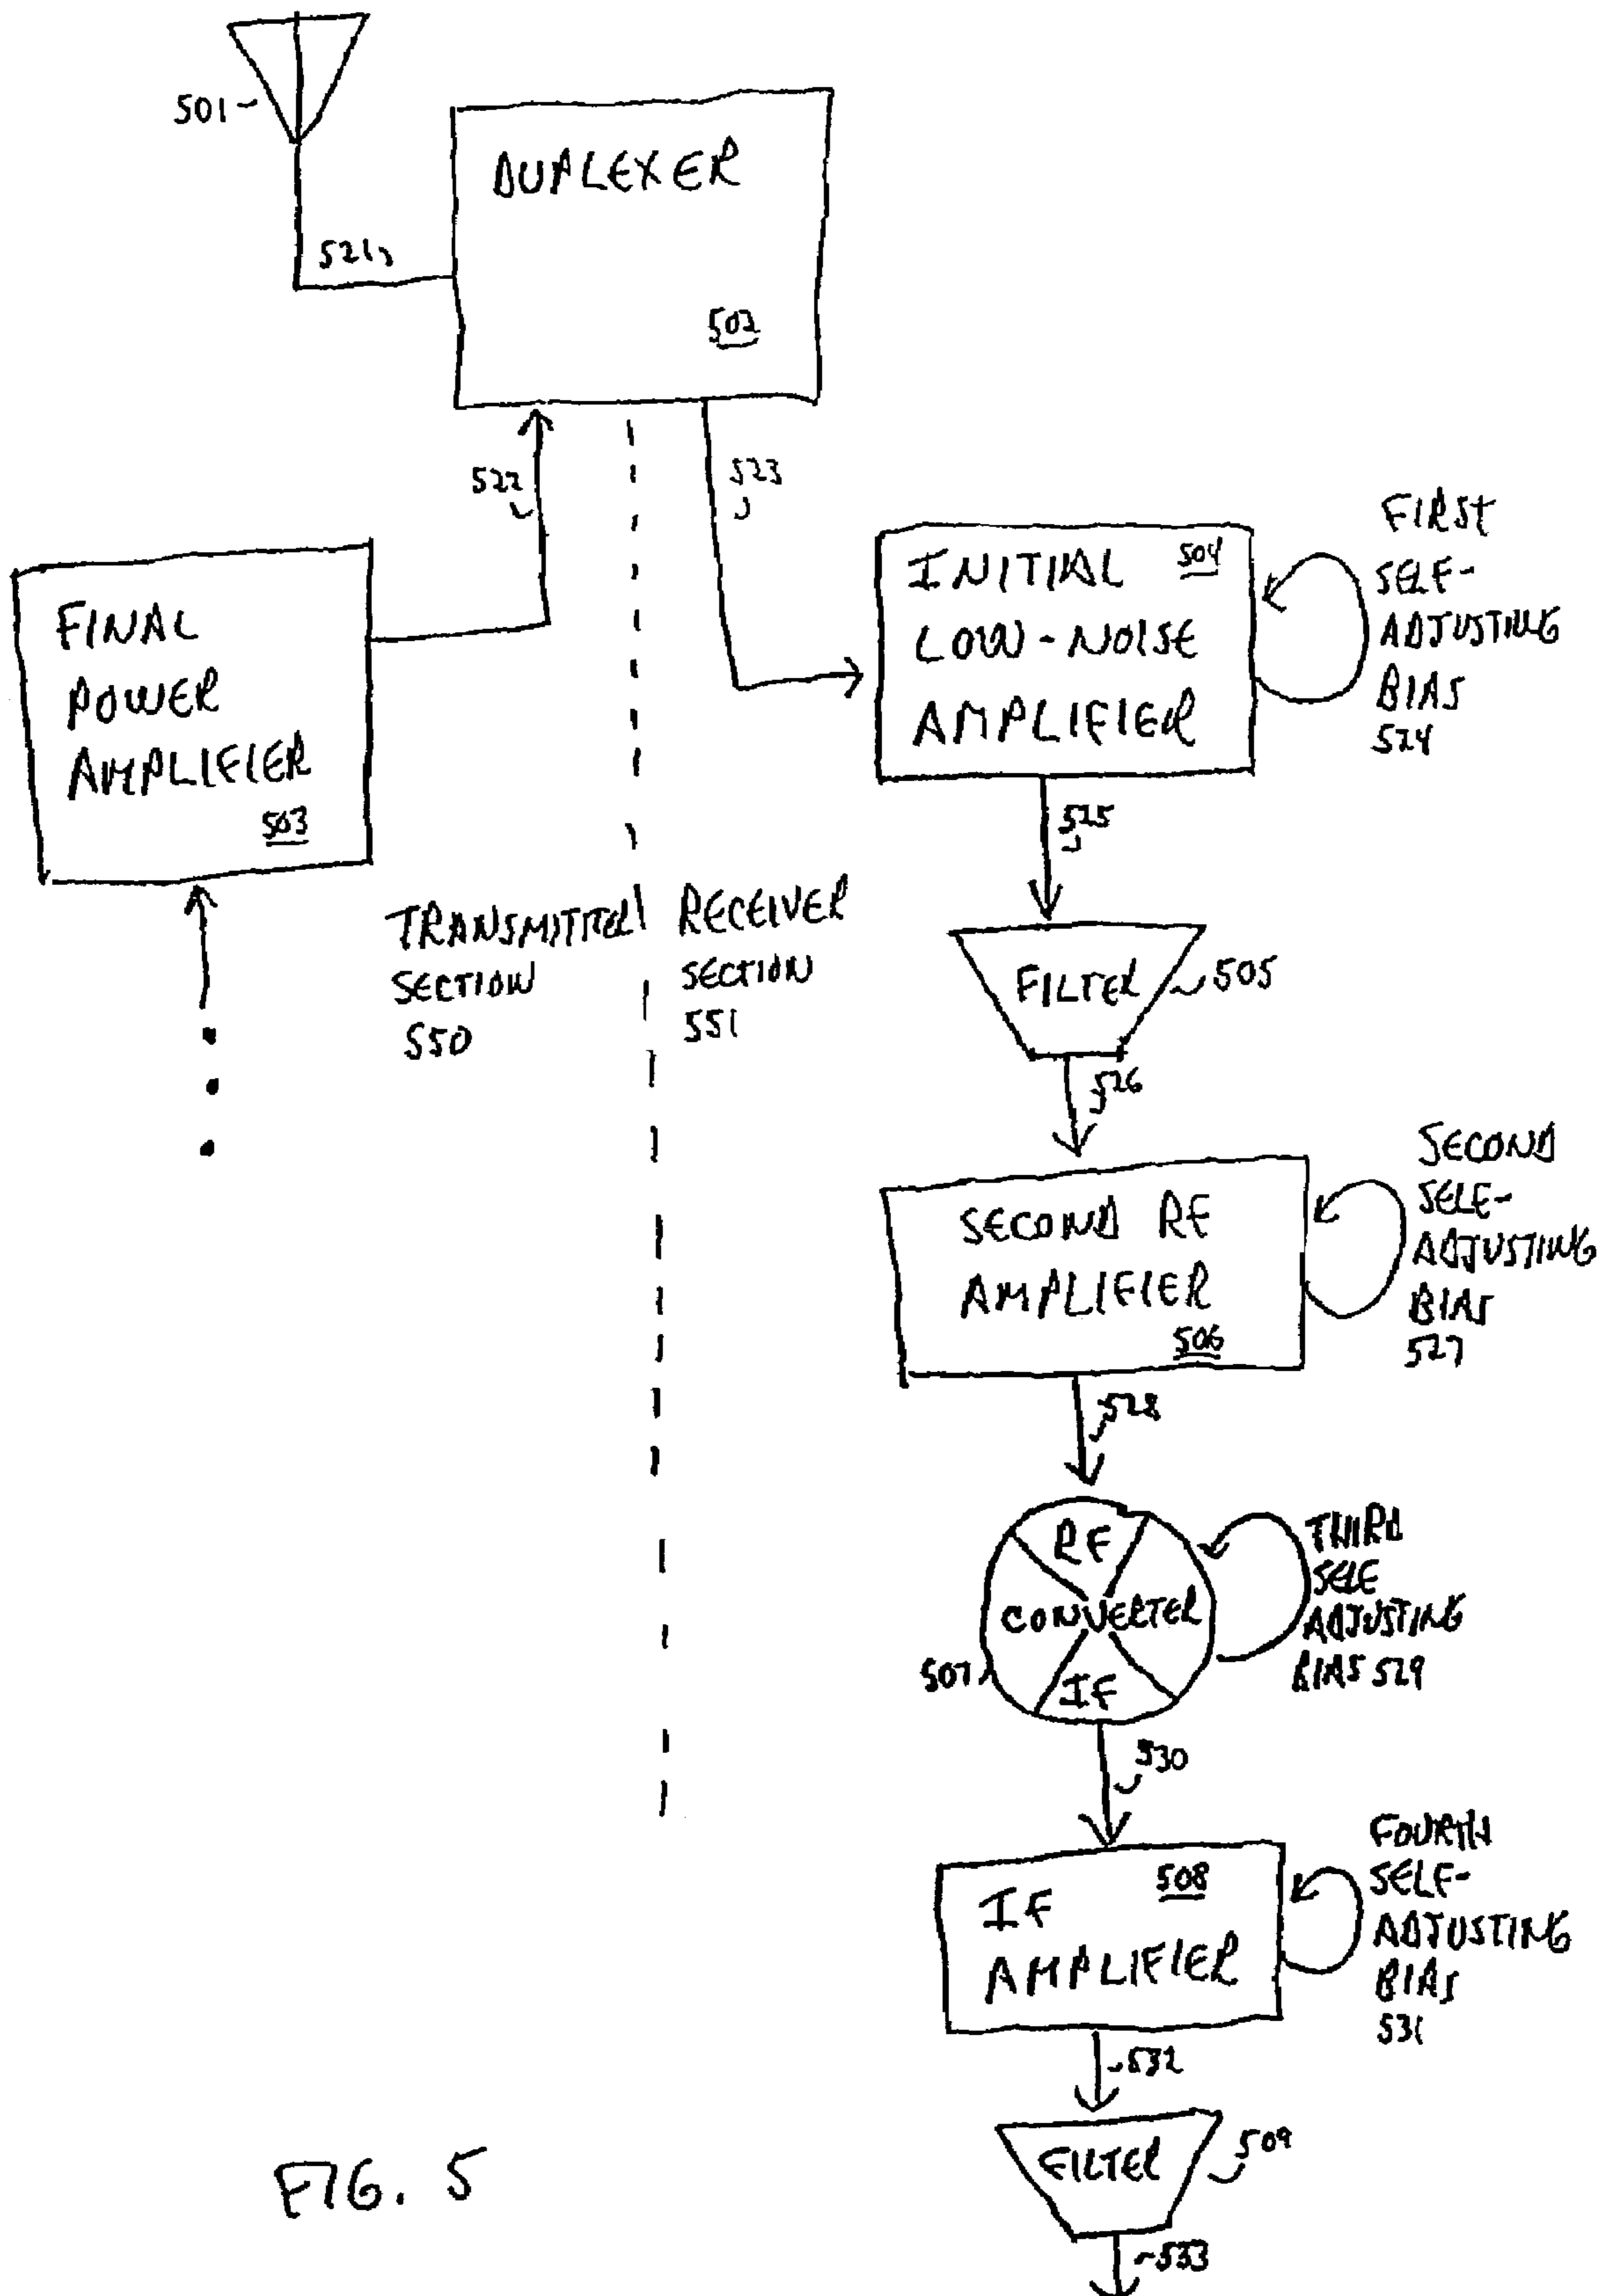 501
DUPLEXER
521
502
522
523
FINAL
POWER
AMPLIFIER
503
INITIAL 504
LOW-NOISE
AMPLIFIER
FIRST
SELF-
ADJUSTING
BIAS
524
525
TRANSMITTER
SECTION
550
RECEIVER
SECTION
551
FILTER
505
526
SECOND RF
AMPLIFIER
506
SECOND
SELF-
ADJUSTING
BIAS
527
528
RF
CONVERTER
IF
507
THIRD
SELF
ADJUSTING
BIAS 529
530
508
IF
AMPLIFIER
FOURTH
SELF-
ADJUSTING
BIAS
531
532
FILTER
509
533
FIG. 5